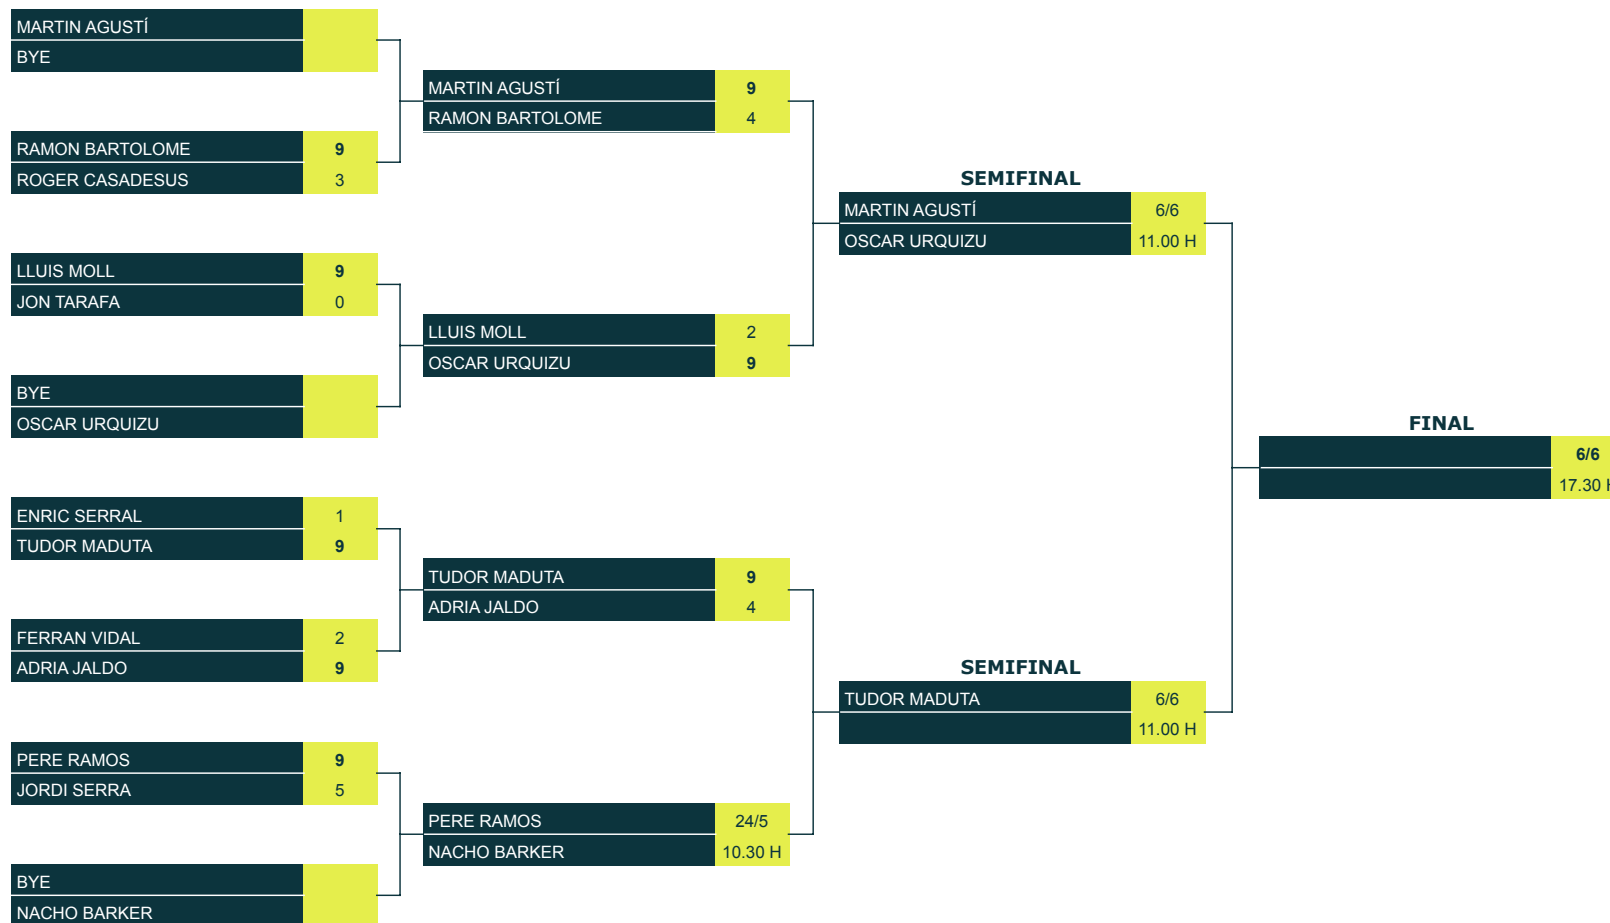 MARTIN AGUSTÍ
BYE
RAMON BARTOLOME 9
ROGER CASADESUS 3
LLUIS MOLL 9
JON TARAFA 0
BYE
OSCAR URQUIZU
ENRIC SERRAL 1
TUDOR MADUTA 9
FERRAN VIDAL 2
ADRIA JALDO 9
PERE RAMOS 9
JORDI SERRA 5
BYE
NACHO BARKER
MARTIN AGUSTÍ 9
RAMON BARTOLOME 4
LLUIS MOLL 2
OSCAR URQUIZU 9
TUDOR MADUTA 9
ADRIA JALDO 4
PERE RAMOS 24/5
NACHO BARKER 10.30 H
SEMIFINAL
MARTIN AGUSTÍ 6/6
OSCAR URQUIZU 11.00 H
SEMIFINAL
TUDOR MADUTA 6/6
11.00 H
FINAL
6/6
17.30 H